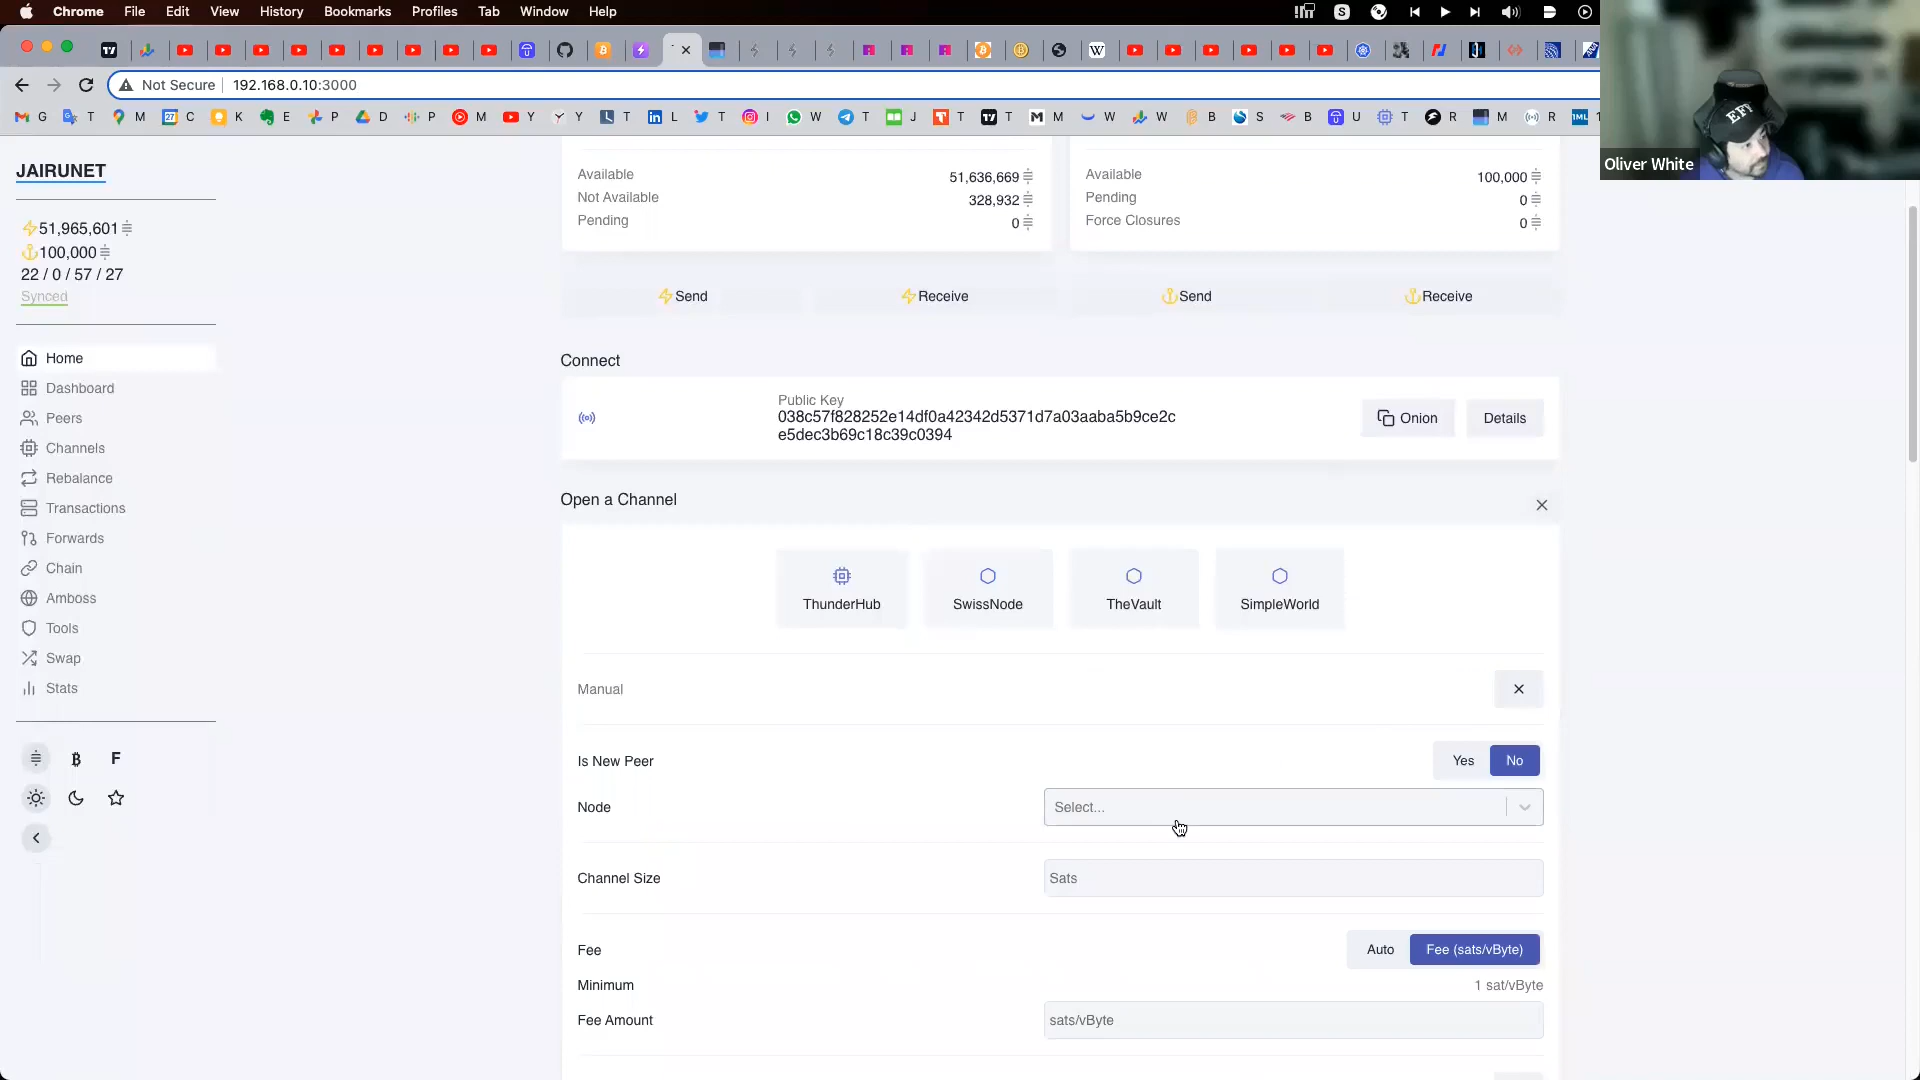 Chrome File Edit View History Bookmarks Profiles Tab Window Help
Not Secure 192.168.0.10:3000
G T M C K E P D P M Y Y T L T I W T J T T M W W B S B U T R M R 1ML
Oliver White
JAIRUNET
51,965,601
100,000
22 / 0 / 57 / 27
Synced
Home
Dashboard
Peers
Channels
Rebalance
Transactions
Forwards
Chain
Amboss
Tools
Swap
Stats
F
Available 51,636,669
Not Available 328,932
Pending 0
Available 100,000
Pending 0
Force Closures 0
Send Receive Send Receive
Connect
Public Key
038c57f828252e14df0a42342d5371d7a03aaba5b9ce2c
e5dec3b69c18c39c0394
Onion Details
Open a Channel
ThunderHub SwissNode TheVault SimpleWorld
Manual
Is New Peer Yes No
Node Select...
Channel Size Sats
Fee Auto Fee (sats/vByte)
Minimum 1 sat/vByte
Fee Amount sats/vByte